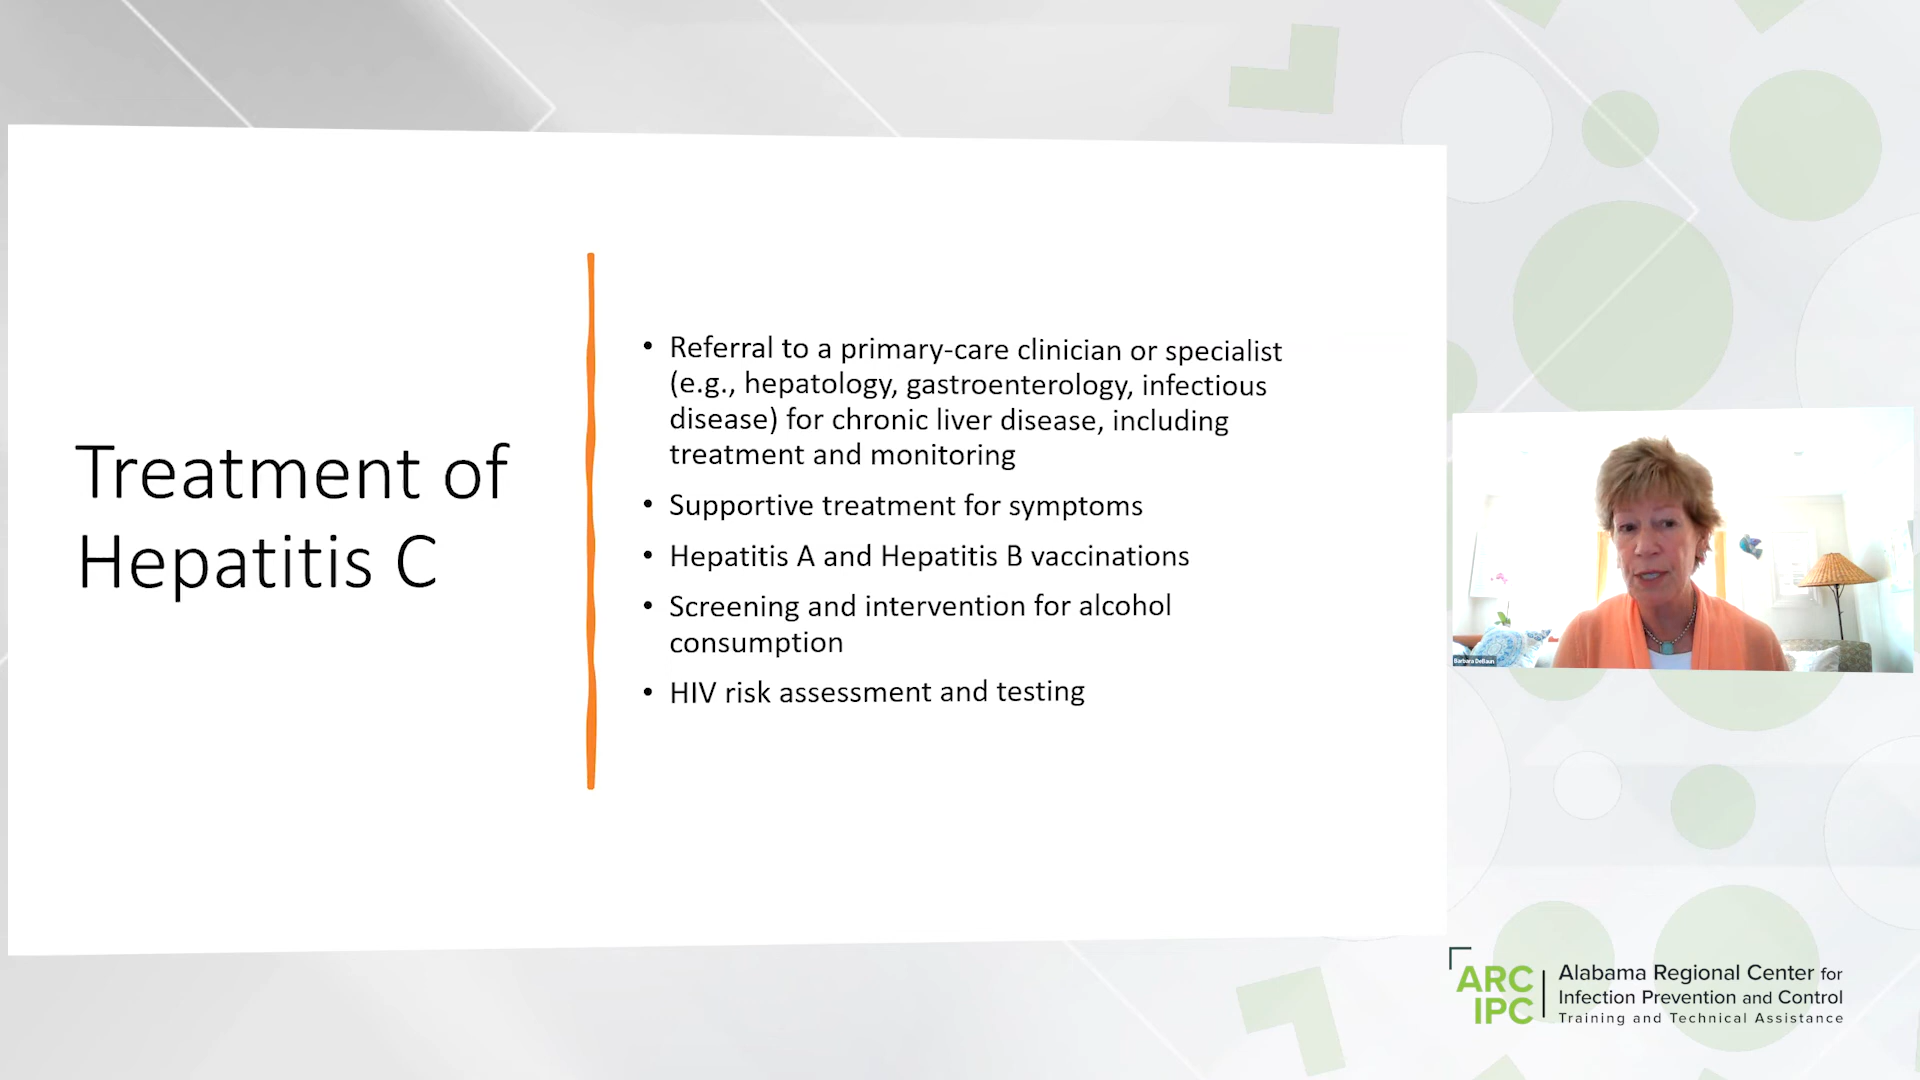 Treatment of
Hepatitis C
• Referral to a primary-care clinician or specialist
(e.g., hepatology, gastroenterology, infectious
disease) for chronic liver disease, including
treatment and monitoring
• Supportive treatment for symptoms
• Hepatitis A and Hepatitis B vaccinations
• Screening and intervention for alcohol
consumption
• HIV risk assessment and testing
Barbara DeBaun
ARC
IPC
Alabama Regional Center for
Infection Prevention and Control
Training and Technical Assistance